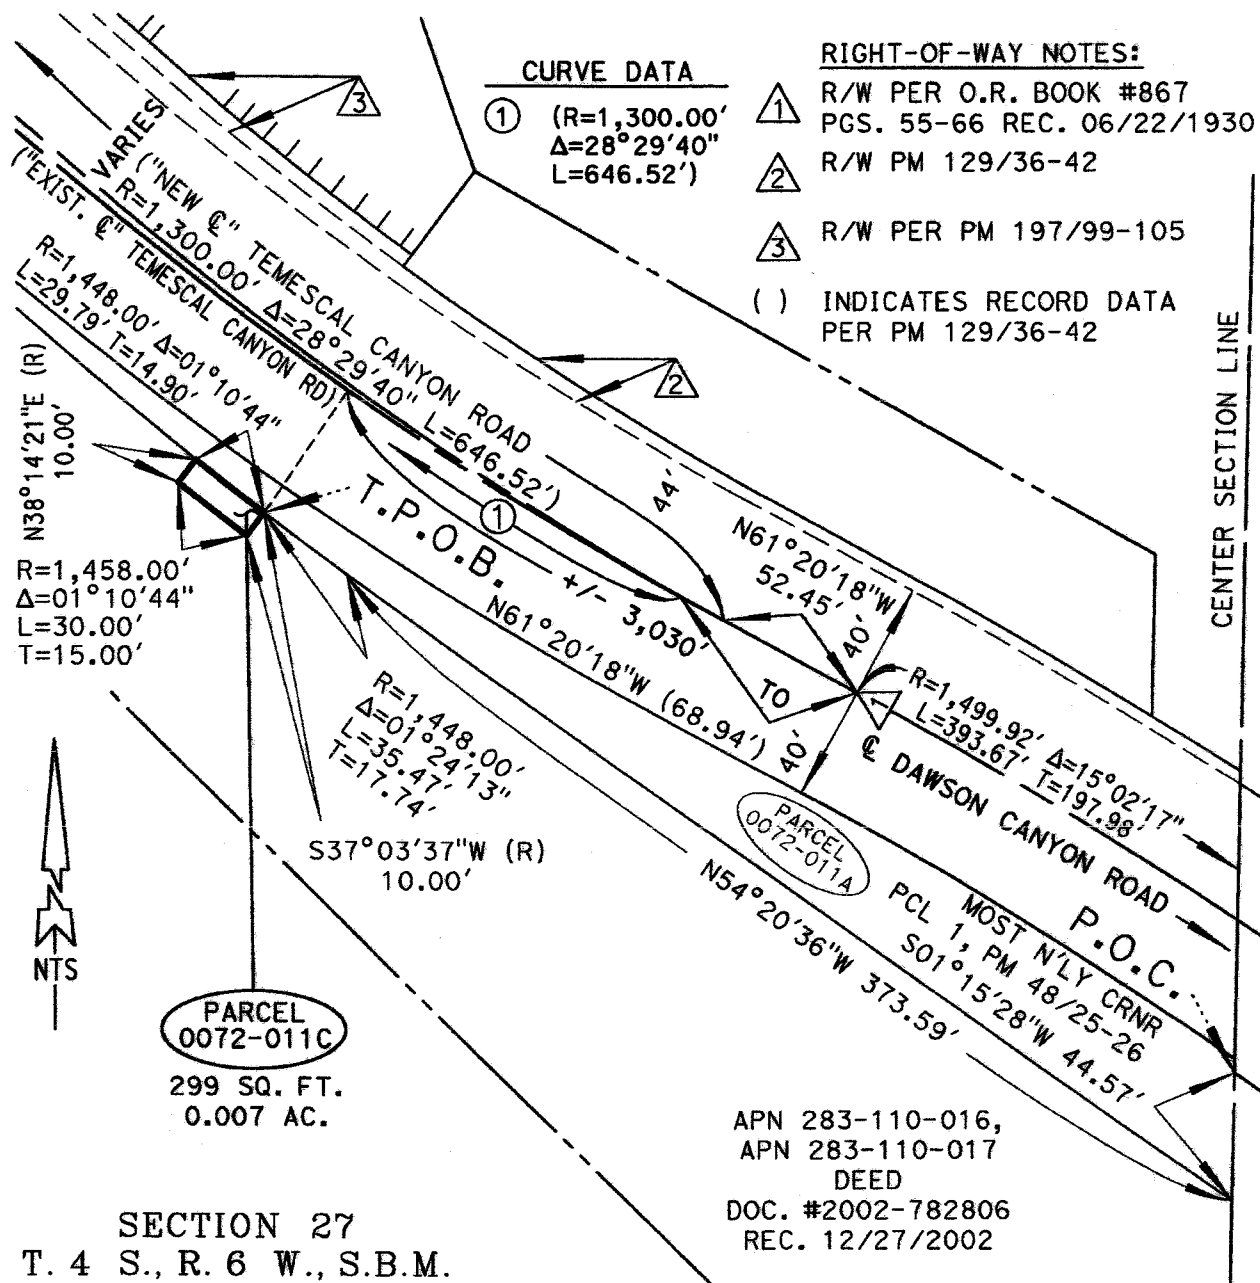 CURVE DATA
① (R=1,300.00'
Δ=28°29'40"
L=646.52')
RIGHT-OF-WAY NOTES:
1 R/W PER O.R. BOOK #867
PGS. 55-66 REC. 06/22/1930
2 R/W PM 129/36-42
3 R/W PER PM 197/99-105
( ) INDICATES RECORD DATA
PER PM 129/36-42
3
VARIES
("NEW ℄" TEMESCAL CANYON ROAD
R=1,300.00' Δ=28°29'40" L=646.52')
("EXIST. ℄" TEMESCAL CANYON RD)
R=1,448.00' Δ=01°10'44"
L=29.79' T=14.90'
2
N38°14'21"E (R)
10.00'
R=1,458.00'
Δ=01°10'44"
L=30.00'
T=15.00'
T.P.O.B.
①
+/- 3,030'
TO
44'
N61°20'18"W
52.45'
40'
40'
N61°20'18"W (68.94')
1
R=1,499.92' Δ=15°02'17"
L=393.67' T=197.98'
℄ DAWSON CANYON ROAD
CENTER SECTION LINE
R=1,448.00'
Δ=01°24'13"
L=35.47'
T=17.74'
S37°03'37"W (R)
10.00'
PARCEL
0072-011A
N54°20'36"W 373.59'
P.O.C.
MOST N'LY CRNR
PCL 1, PM 48/25-26
S01°15'28"W 44.57'
NTS
PARCEL
0072-011C
299 SQ. FT.
0.007 AC.
APN 283-110-016,
APN 283-110-017
DEED
DOC. #2002-782806
REC. 12/27/2002
SECTION 27
T. 4 S., R. 6 W., S.B.M.